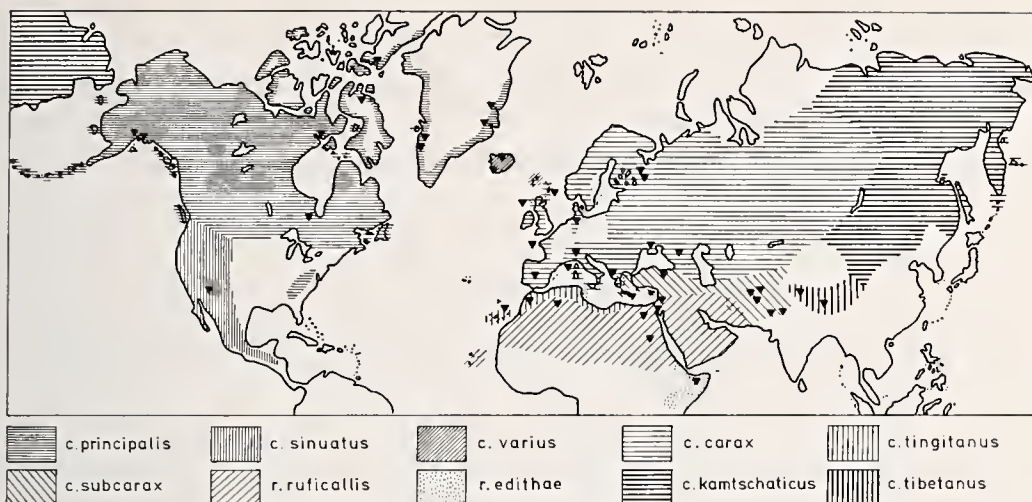 c.principalis c. sinuatus c. varius c.carax c.tingitanus
c.subcarax r.ruficallis r.edithae c.kamtschaticus c.tibetanus